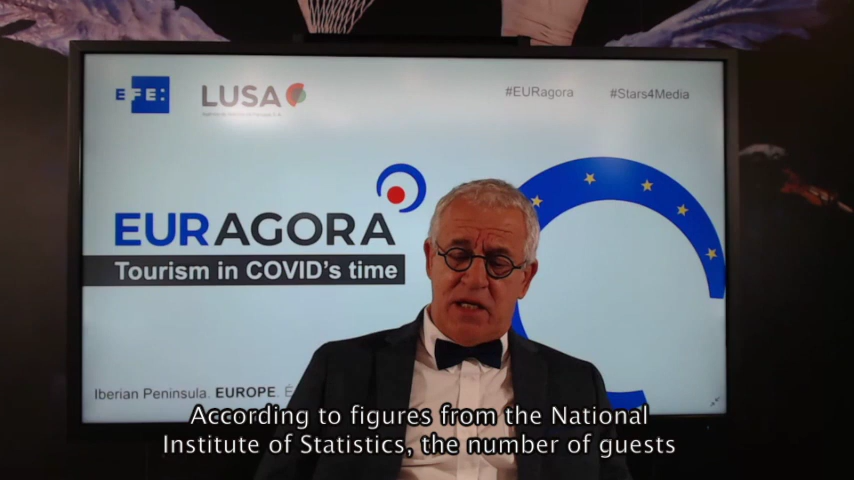 EFE:
LUSA
#EURagora
#Stars4Media
EURAGORA
Tourism in COVID's time
Iberian Peninsula. EUROPE. É
According to figures from the National
Institute of Statistics, the number of guests